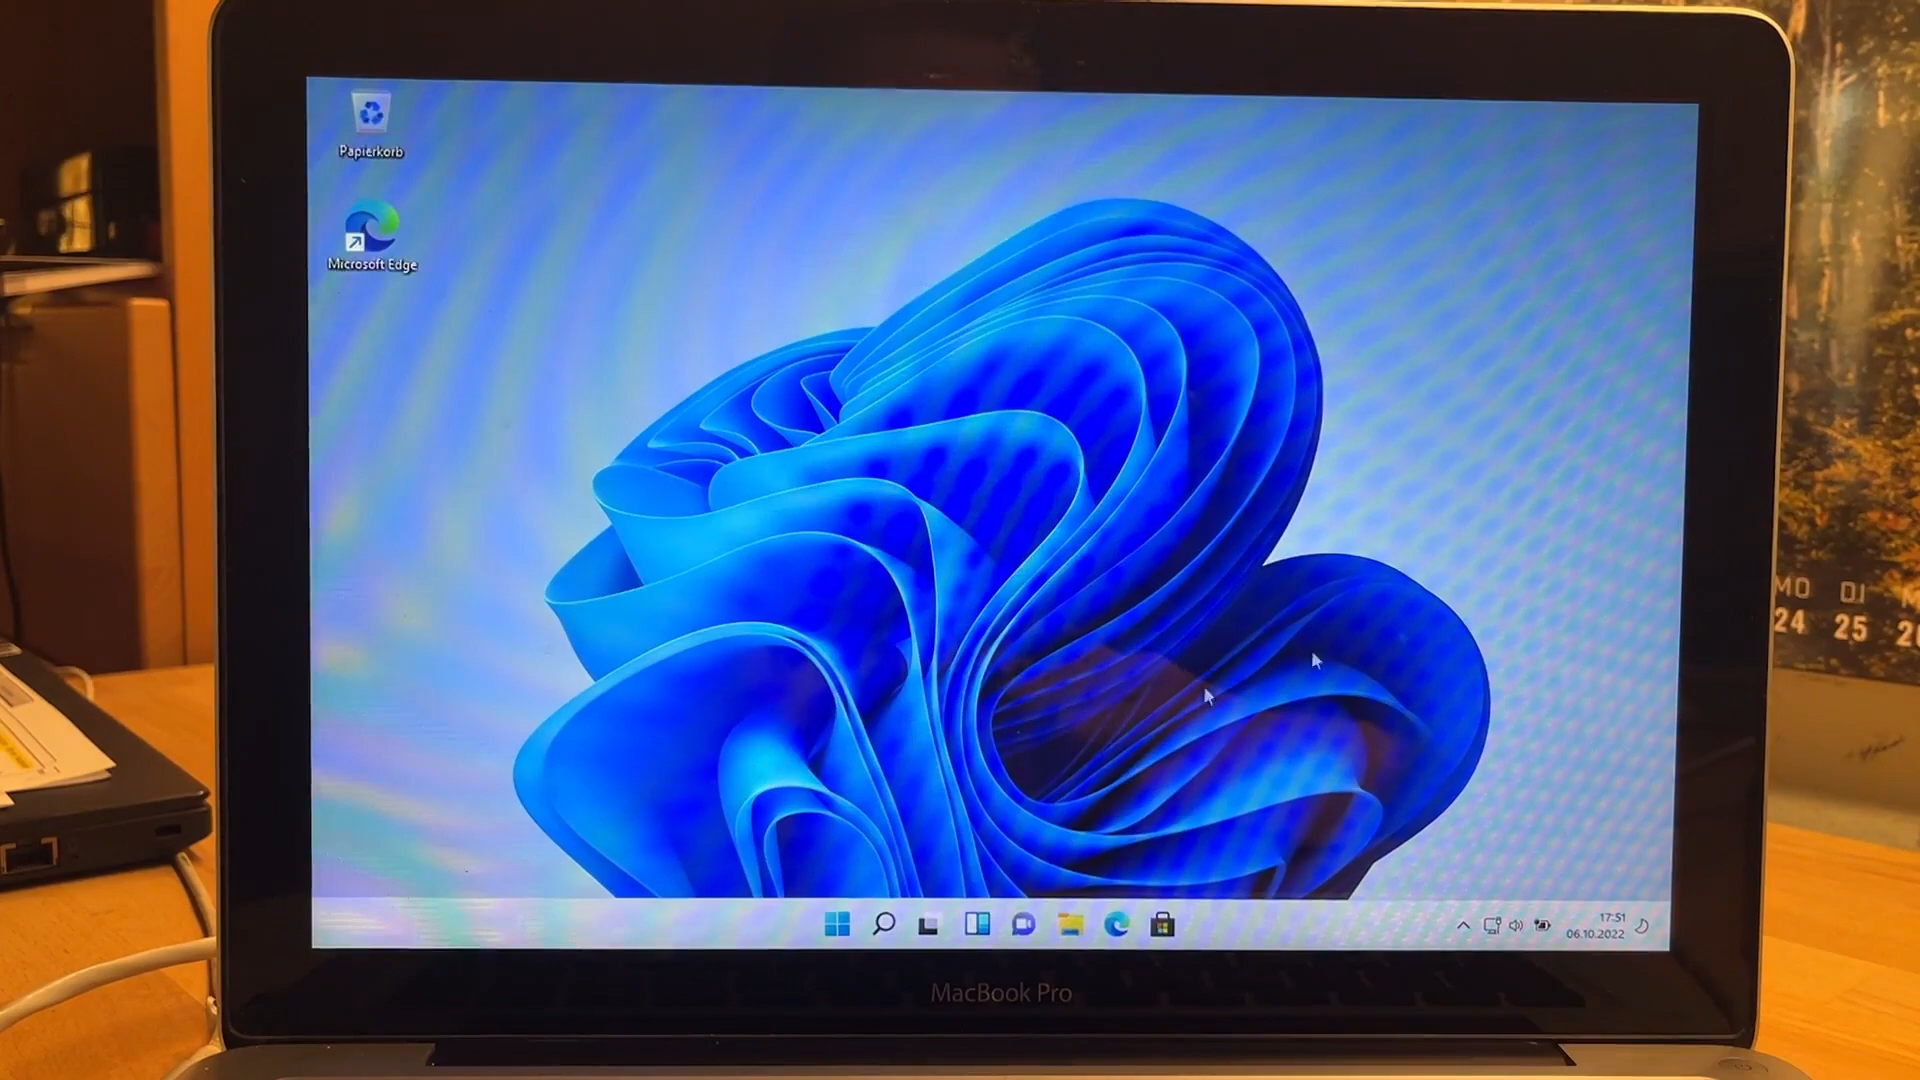 Papierkorb
Microsoft Edge
MO DI
24 25
17:51
06.10.2022
MacBook Pro